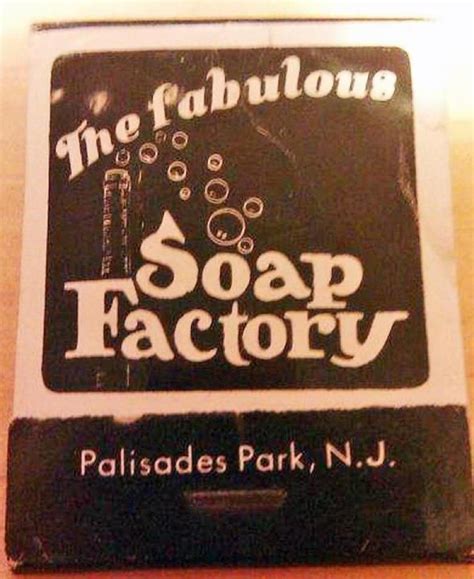 The fabulous
Soap
Factory
Palisades Park, N.J.